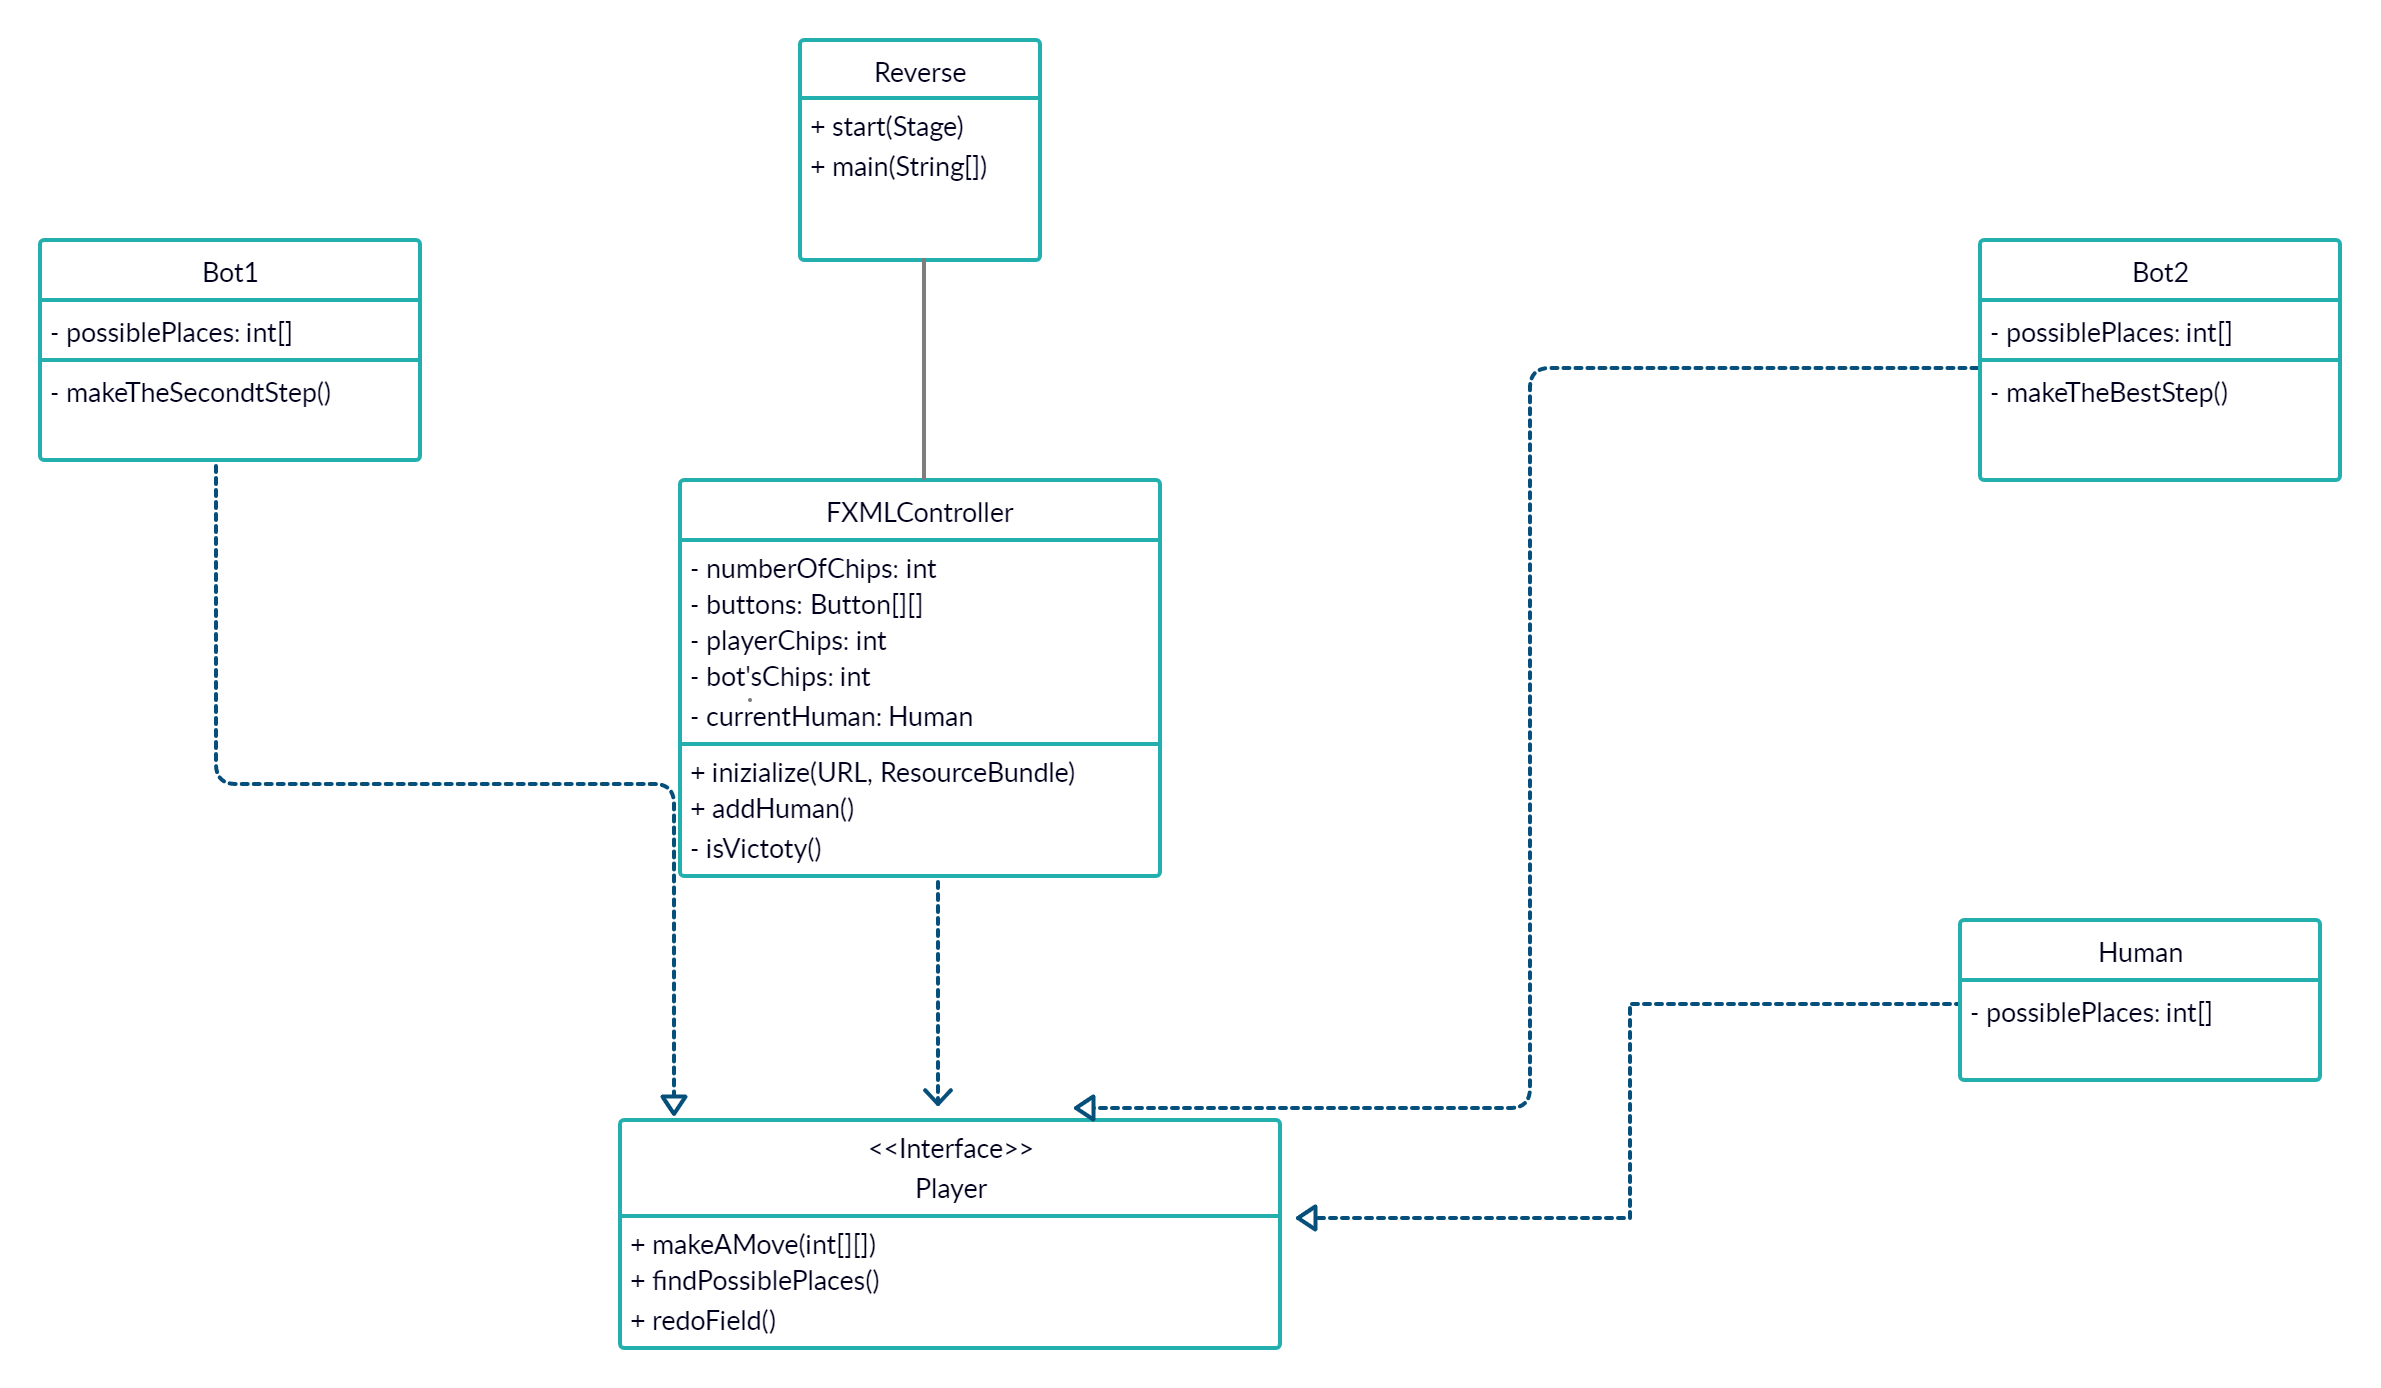 Reverse
+ start(Stage)
+ main(String[])
Bot1
- possiblePlaces: int[]
- makeTheSecondtStep()
Bot2
- possiblePlaces: int[]
- makeTheBestStep()
FXMLController
- numberOfChips: int
- buttons: Button[][]
- playerChips: int
- bot'sChips: int
- currentHuman: Human
+ inizialize(URL, ResourceBundle)
+ addHuman()
- isVictoty()
Human
- possiblePlaces: int[]
<<Interface>>
Player
+ makeAMove(int[][])
+ findPossiblePlaces()
+ redoField()